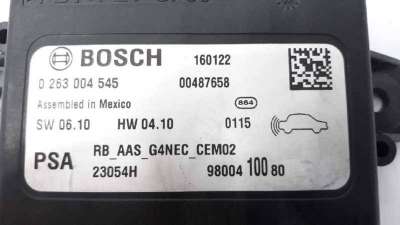 BOSCH 160122
0 263 004 545 00487658
Assembled in Mexico 864
SW 06.10 HW 04.10 0115
PSA RB_AAS_G4NEC_CEM02
23054H 98004 100 80